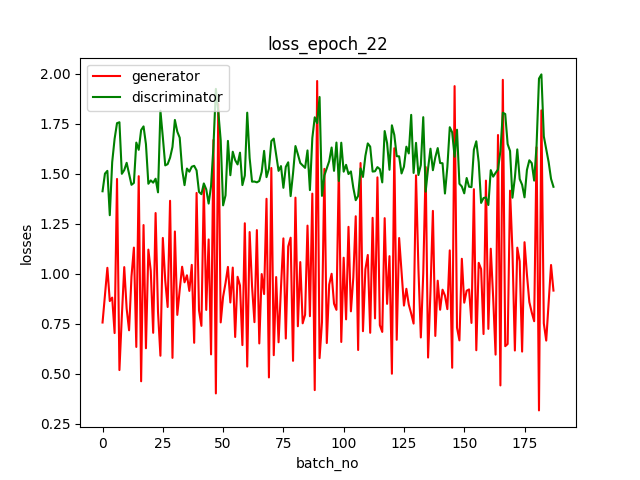 loss_epoch_22
generator
discriminator
2.00
1.75
1.50
1.25
1.00
0.75
0.50
0.25
losses
0 25 50 75 100 125 150 175
batch_no